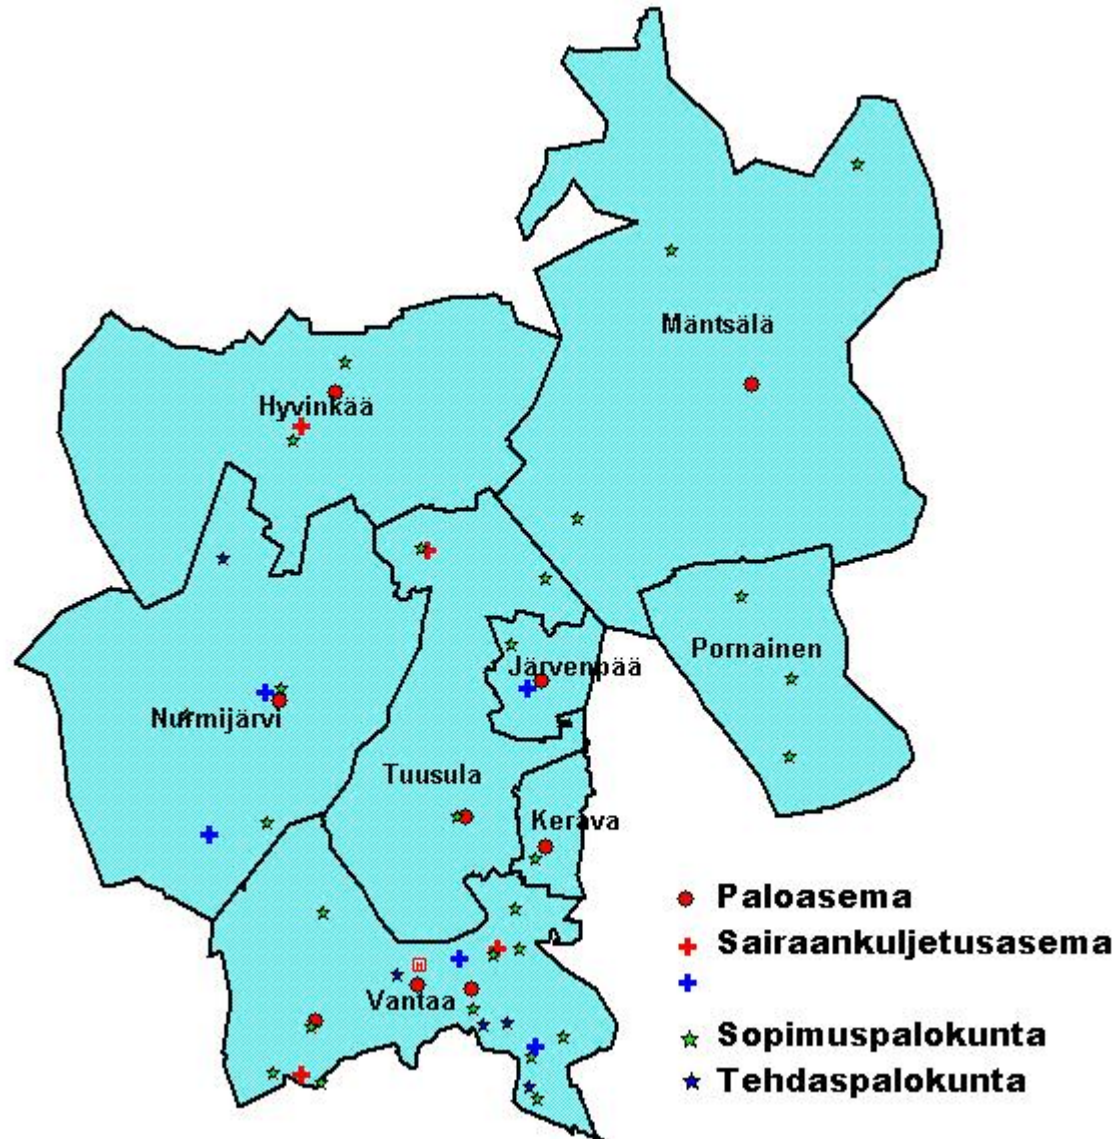 Mäntsälä
Hyvinkää
Pornainen
Järvenpää
Nurmijärvi
Tuusula
Kerava
Paloasema
Sairaankuljetusasema
H
Vantaa
Sopimuspalokunta
Tehdaspalokunta